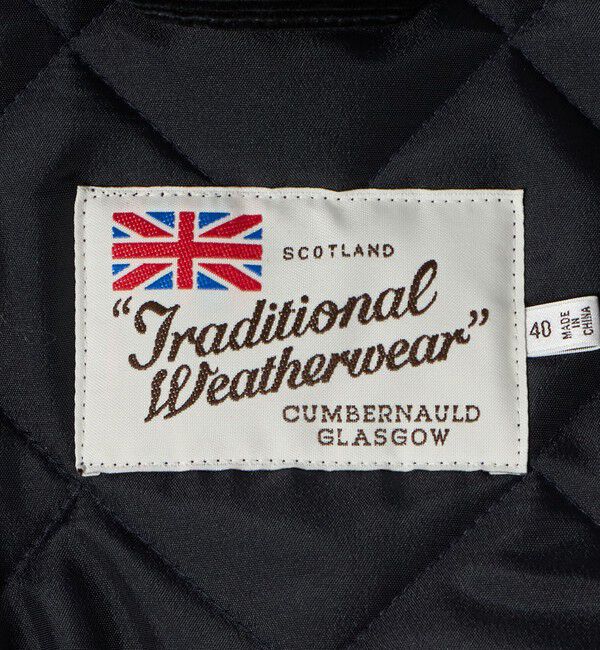 SCOTLAND
"Traditional
Weatherwear"
CUMBERNAULD
GLASGOW
40
MADE
IN
CHINA